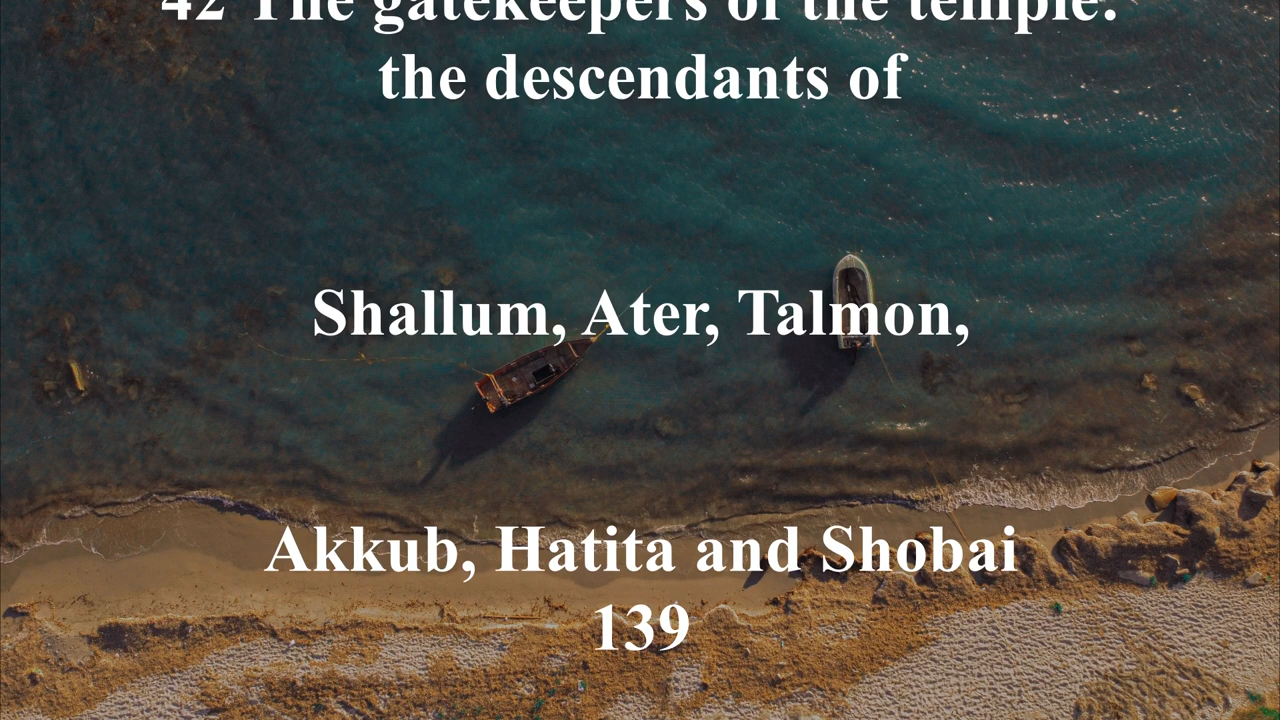 42 The gatekeepers of the temple:
the descendants of
Shallum, Ater, Talmon,
Akkub, Hatita and Shobai
139